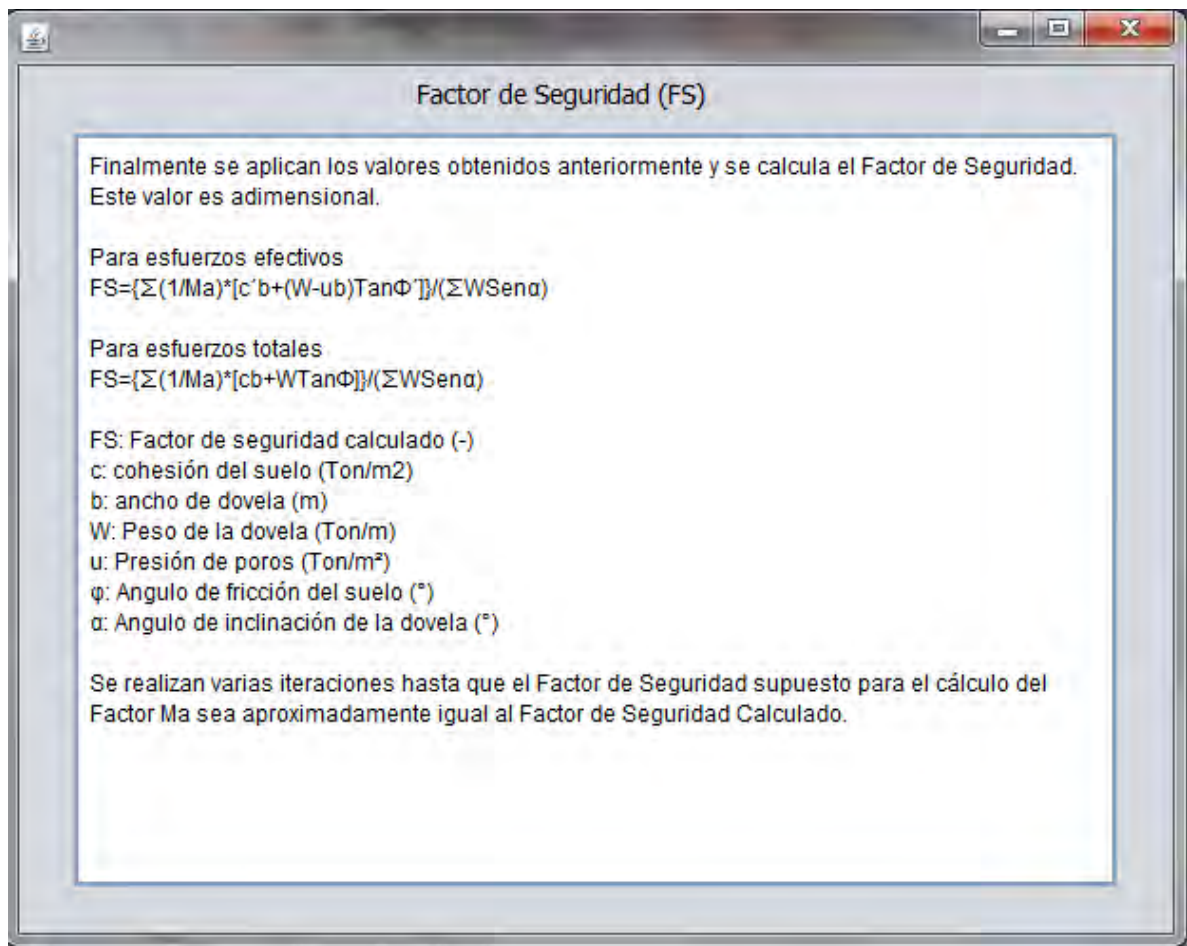 Factor de Seguridad (FS)
Finalmente se aplican los valores obtenidos anteriormente y se calcula el Factor de Seguridad.
Este valor es adimensional.
Para esfuerzos efectivos
FS={Σ(1/Ma)*[c´b+(W-ub)TanΦ´]}/(ΣWSenα)
Para esfuerzos totales
FS={Σ(1/Ma)*[cb+WTanΦ]}/(ΣWSenα)
FS: Factor de seguridad calculado (-)
c: cohesión del suelo (Ton/m2)
b: ancho de dovela (m)
W: Peso de la dovela (Ton/m)
u: Presión de poros (Ton/m²)
φ: Angulo de fricción del suelo (°)
α: Angulo de inclinación de la dovela (°)
Se realizan varias iteraciones hasta que el Factor de Seguridad supuesto para el cálculo del
Factor Ma sea aproximadamente igual al Factor de Seguridad Calculado.